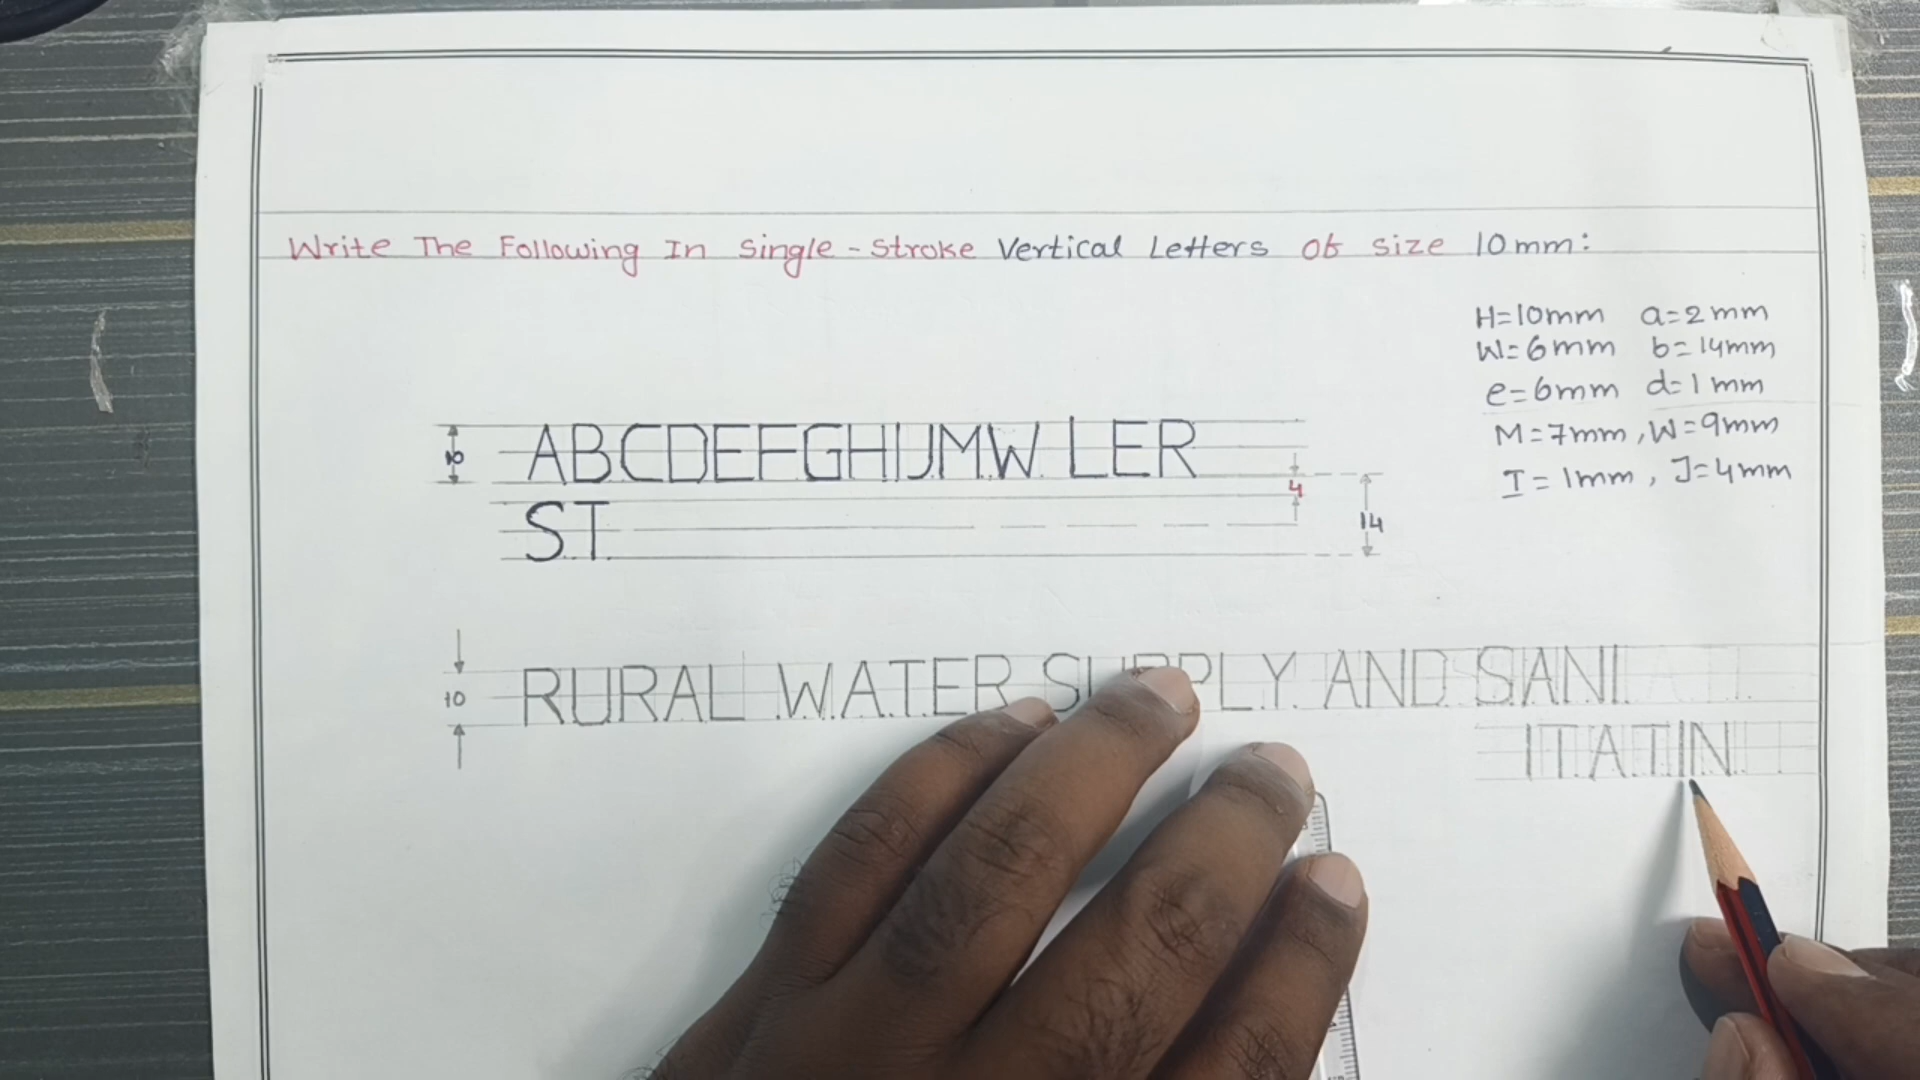 Write The Following In Single-Stroke Vertical Letters Of size 10mm:
H=10mm a=2mm
W=6mm b=14mm
e=6mm d=1mm
M=7mm, W=9mm
I=1mm, J=4mm
ABCDEFGHIJMW LER
10
4
ST
14
RURAL WATER SUPPLY AND SANI
10
ITATIN